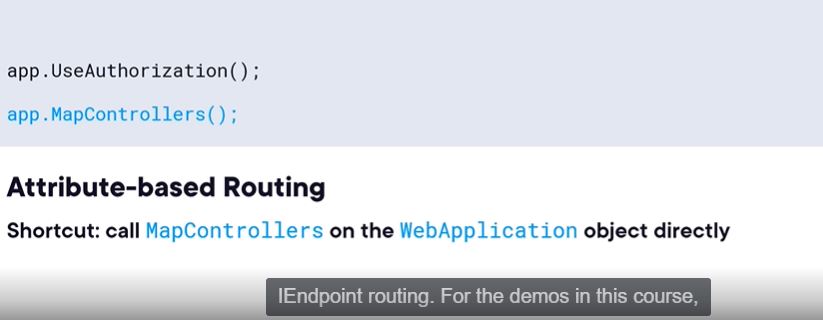 app.UseAuthorization();
app.MapControllers();
Attribute-based Routing
Shortcut: call MapControllers on the WebApplication object directly
IEndpoint routing. For the demos in this course,